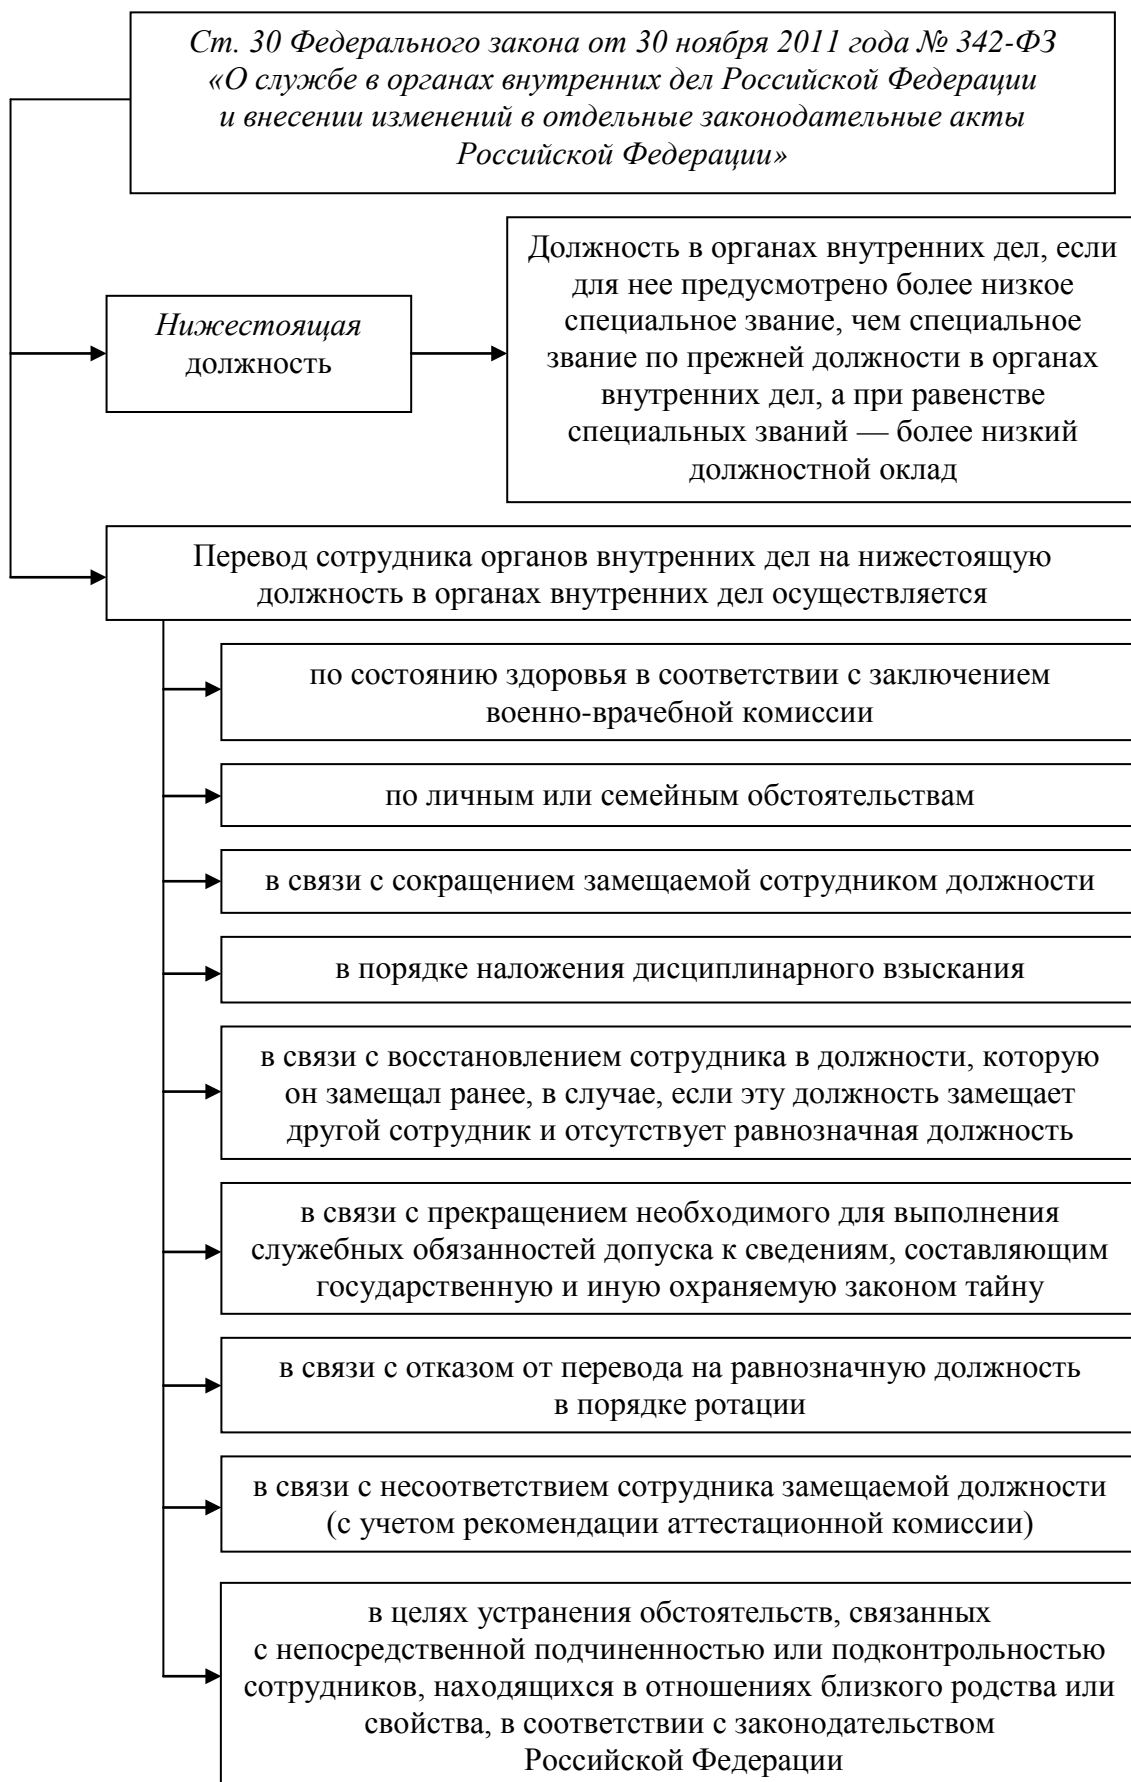 Ст. 30 Федерального закона от 30 ноября 2011 года № 342-ФЗ
«О службе в органах внутренних дел Российской Федерации
и внесении изменений в отдельные законодательные акты
Российской Федерации»
Нижестоящая
должность
Должность в органах внутренних дел, если
для нее предусмотрено более низкое
специальное звание, чем специальное
звание по прежней должности в органах
внутренних дел, а при равенстве
специальных званий — более низкий
должностной оклад
Перевод сотрудника органов внутренних дел на нижестоящую
должность в органах внутренних дел осуществляется
по состоянию здоровья в соответствии с заключением
военно-врачебной комиссии
по личным или семейным обстоятельствам
в связи с сокращением замещаемой сотрудником должности
в порядке наложения дисциплинарного взыскания
в связи с восстановлением сотрудника в должности, которую
он замещал ранее, в случае, если эту должность замещает
другой сотрудник и отсутствует равнозначная должность
в связи с прекращением необходимого для выполнения
служебных обязанностей допуска к сведениям, составляющим
государственную и иную охраняемую законом тайну
в связи с отказом от перевода на равнозначную должность
в порядке ротации
в связи с несоответствием сотрудника замещаемой должности
(с учетом рекомендации аттестационной комиссии)
в целях устранения обстоятельств, связанных
с непосредственной подчиненностью или подконтрольностью
сотрудников, находящихся в отношениях близкого родства или
свойства, в соответствии с законодательством
Российской Федерации